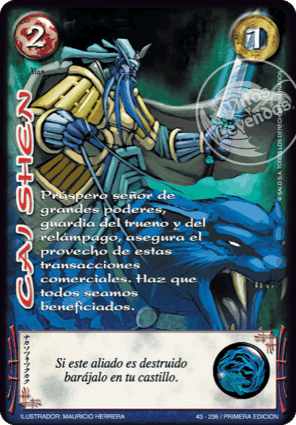 2
1
CAI SHEN
Próspero señor de
grandes poderes,
guardia del trueno y del
relámpago, asegura el
provecho de estas
transacciones
comerciales. Haz que
todos seamos
beneficiados.
Si este aliado es destruido
barájalo en tu castillo.
ILUSTRADOR: MAURICIO HERRERA
43 - 236 / PRIMERA EDICION